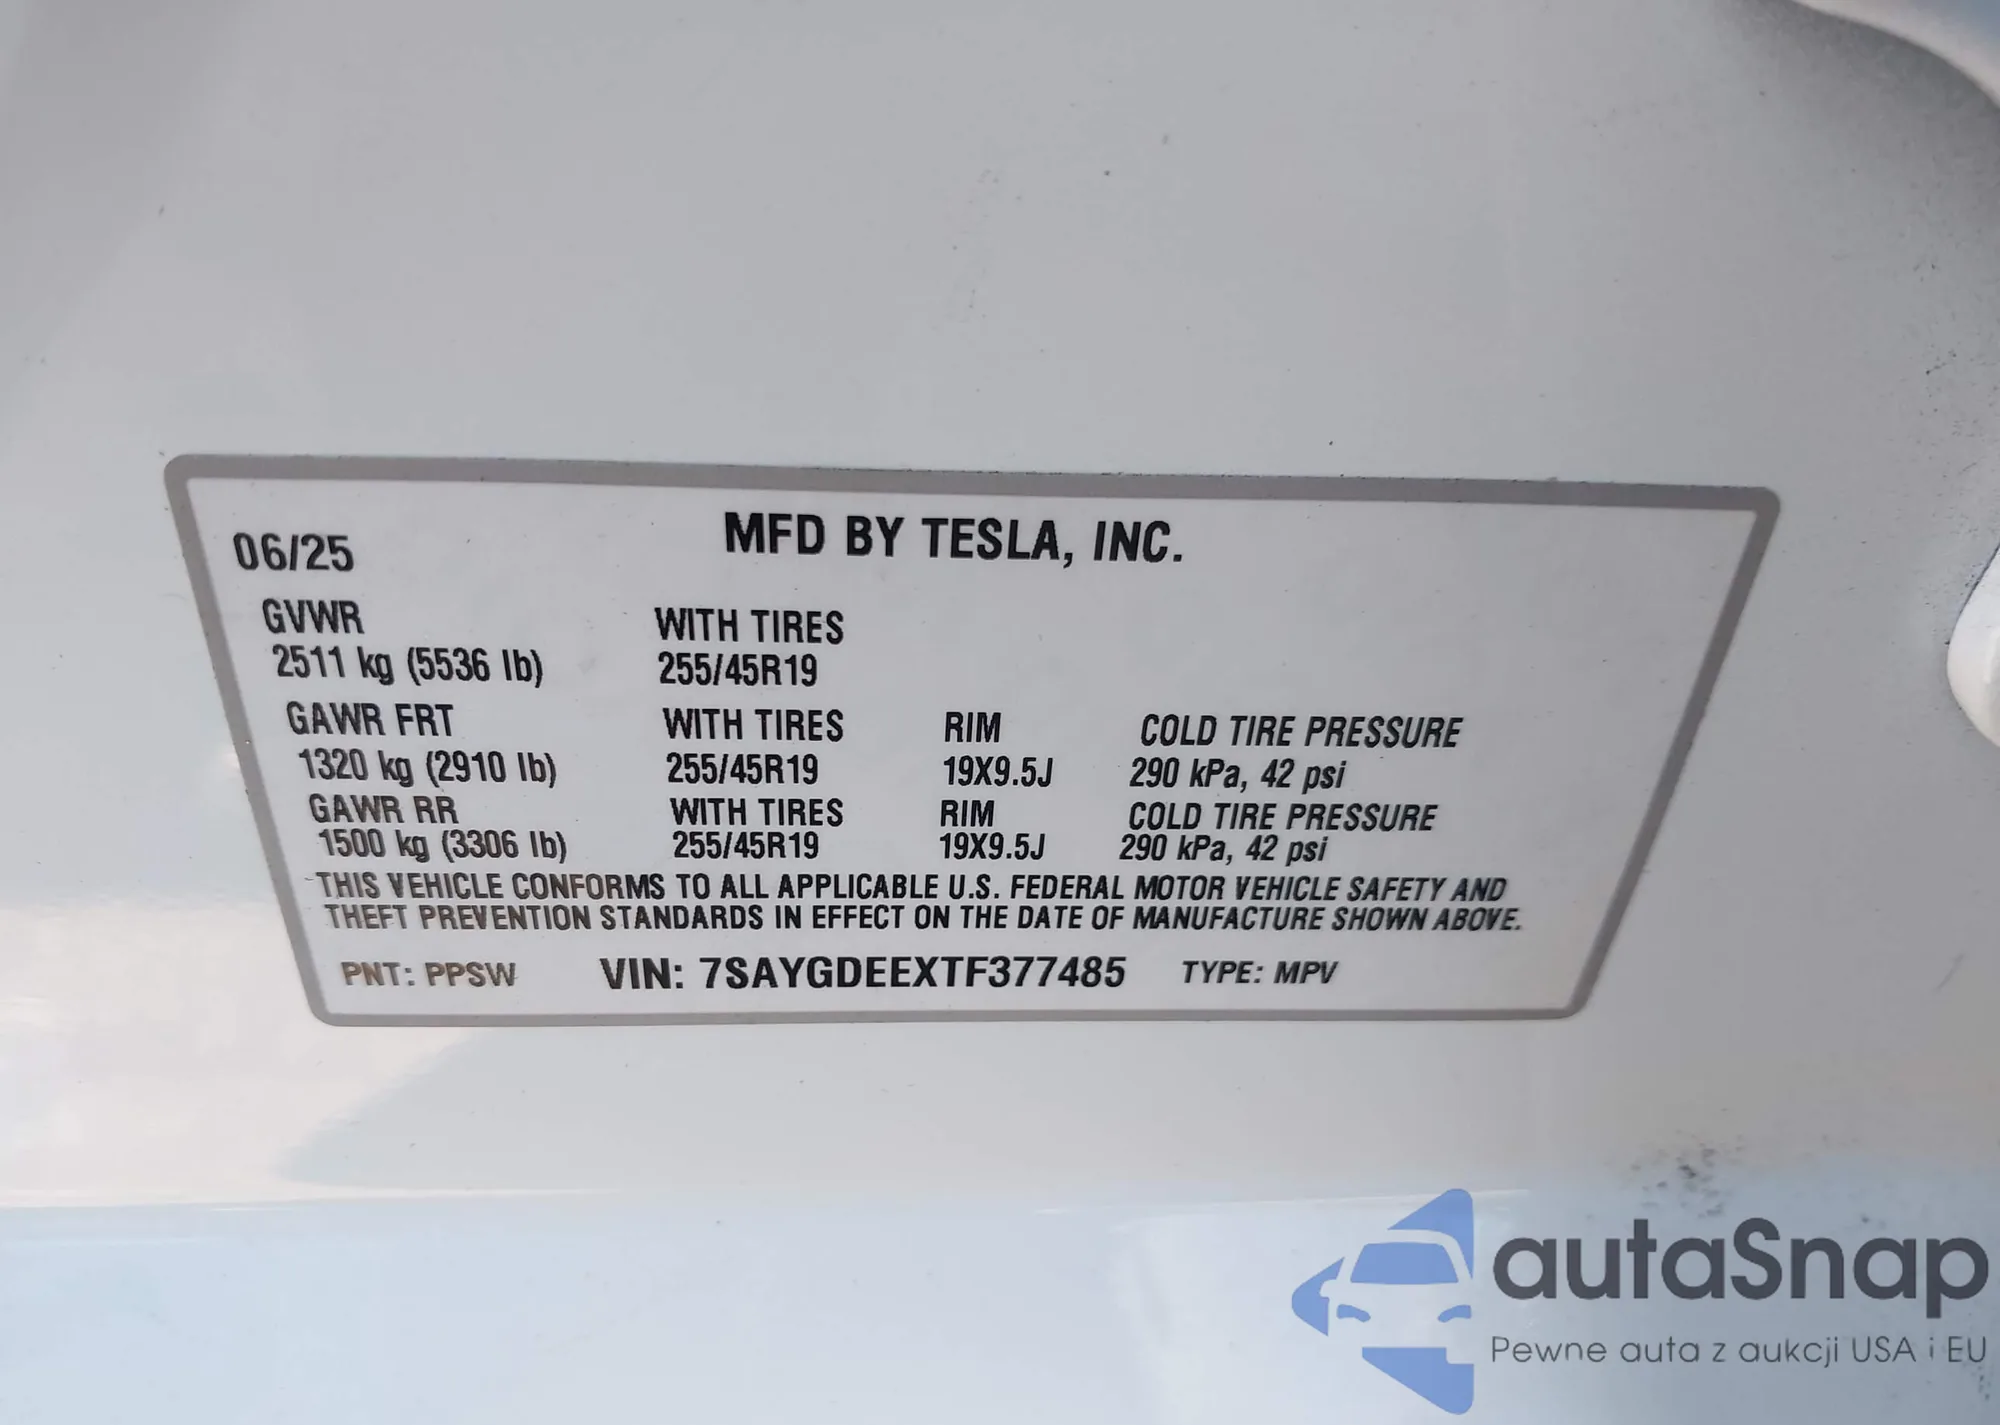 06/25 MFD BY TESLA, INC.
GVWR WITH TIRES
2511 kg (5536 lb) 255/45R19
GAWR FRT WITH TIRES RIM COLD TIRE PRESSURE
1320 kg (2910 lb) 255/45R19 19X9.5J 290 kPa, 42 psi
GAWR RR WITH TIRES RIM COLD TIRE PRESSURE
1500 kg (3306 lb) 255/45R19 19X9.5J 290 kPa, 42 psi
THIS VEHICLE CONFORMS TO ALL APPLICABLE U.S. FEDERAL MOTOR VEHICLE SAFETY AND
THEFT PREVENTION STANDARDS IN EFFECT ON THE DATE OF MANUFACTURE SHOWN ABOVE.
PNT: PPSW VIN: 7SAYGDEEXTF377485 TYPE: MPV
autaSnap
Pewne auta z aukcji USA i EU